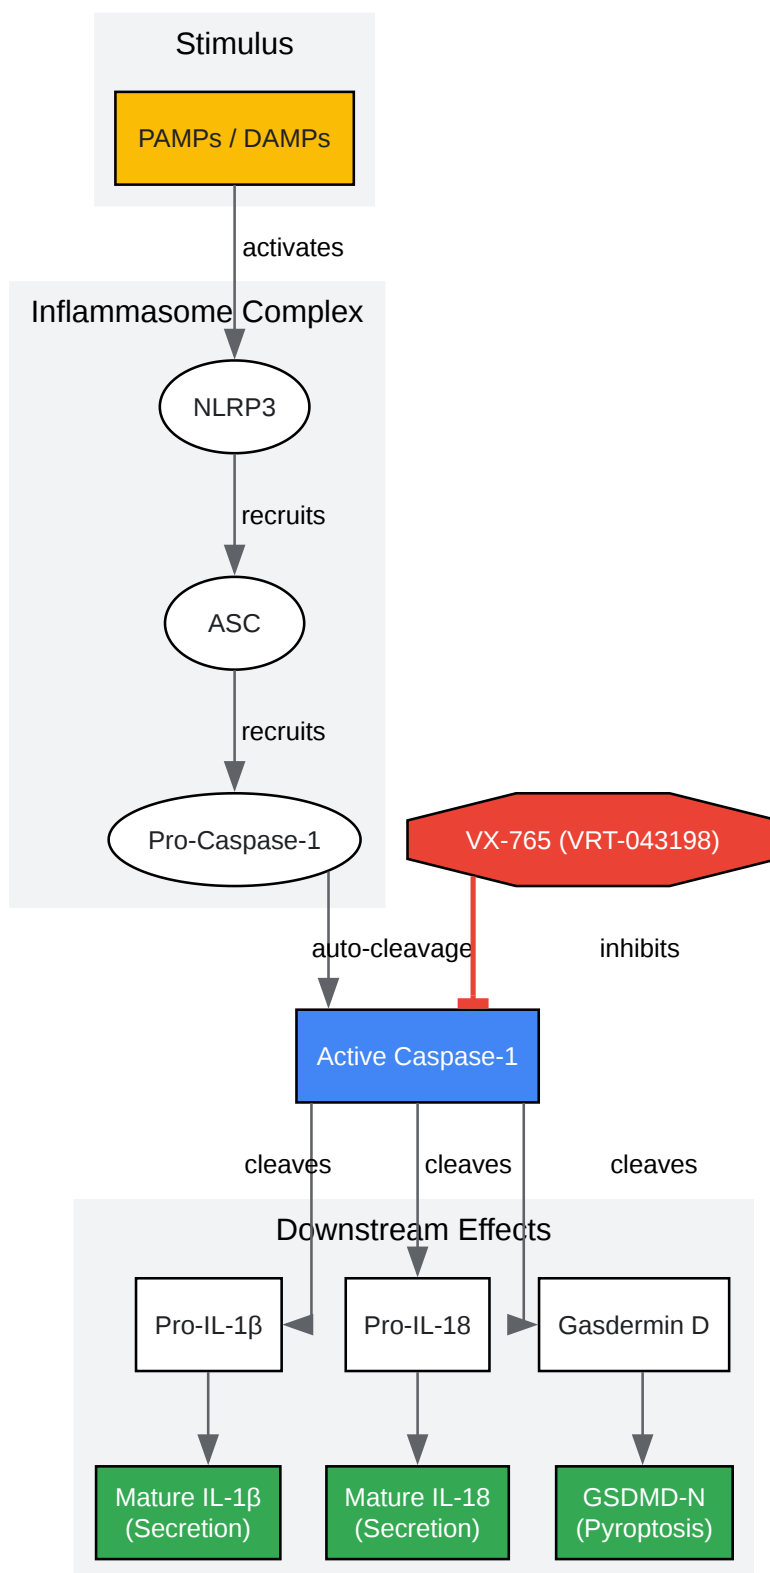 Stimulus
PAMPs / DAMPs
activates
Inflammasome Complex
NLRP3
recruits
ASC
recruits
Pro-Caspase-1
VX-765 (VRT-043198)
auto-cleavage
inhibits
Active Caspase-1
cleaves
cleaves
cleaves
Downstream Effects
Pro-IL-1β
Pro-IL-18
Gasdermin D
Mature IL-1β
(Secretion)
Mature IL-18
(Secretion)
GSDMD-N
(Pyroptosis)